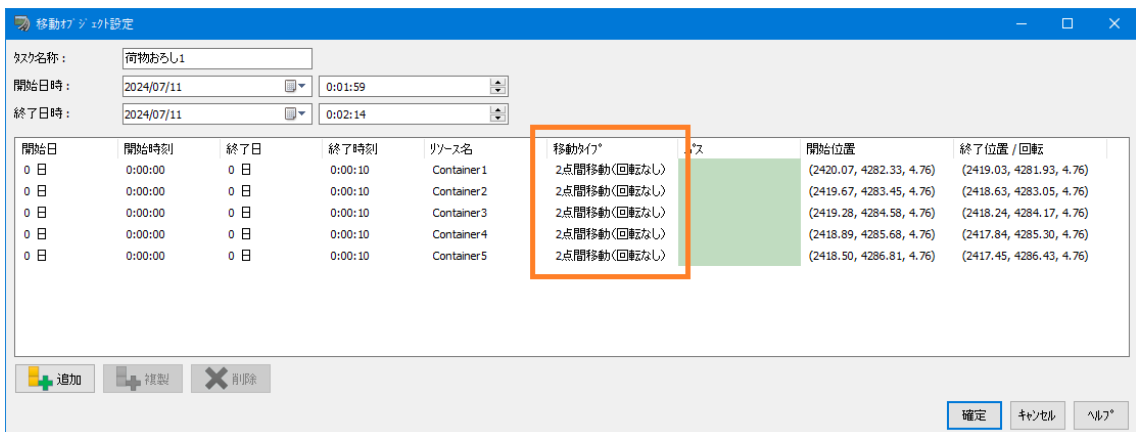 移動ｵﾌﾞｼﾞｪｸﾄ設定
ﾀｽｸ名称： 荷物おろし1
開始日時： 2024/07/11 0:01:59
終了日時： 2024/07/11 0:02:14
開始日 開始時刻 終了日 終了時刻 ﾘｿｰｽ名 移動ﾀｲﾌﾟ ﾊﾟｽ 開始位置 終了位置 / 回転
0 日 0:00:00 0 日 0:00:10 Container1 2点間移動(回転なし) (2420.07, 4282.33, 4.76) (2419.03, 4281.93, 4.76)
0 日 0:00:00 0 日 0:00:10 Container2 2点間移動(回転なし) (2419.67, 4283.45, 4.76) (2418.63, 4283.05, 4.76)
0 日 0:00:00 0 日 0:00:10 Container3 2点間移動(回転なし) (2419.28, 4284.58, 4.76) (2418.24, 4284.17, 4.76)
0 日 0:00:00 0 日 0:00:10 Container4 2点間移動(回転なし) (2418.89, 4285.68, 4.76) (2417.84, 4285.30, 4.76)
0 日 0:00:00 0 日 0:00:10 Container5 2点間移動(回転なし) (2418.50, 4286.81, 4.76) (2417.45, 4286.43, 4.76)
追加 複製 削除
確定 ｷｬﾝｾﾙ ﾍﾙﾌﾟ